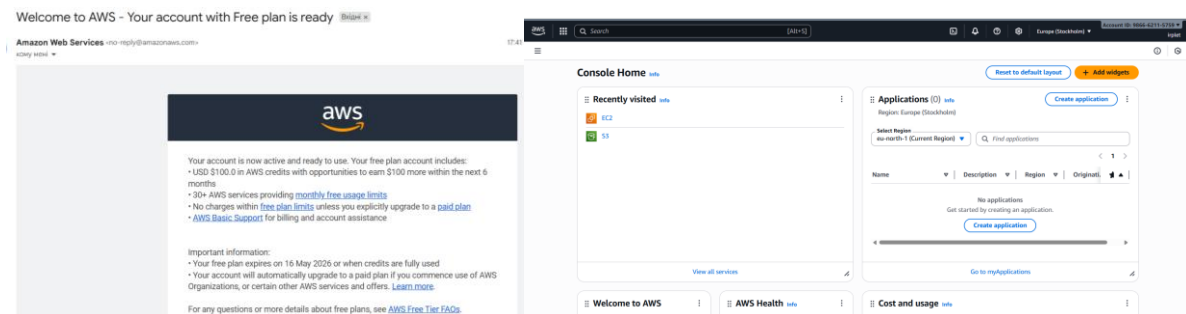 Welcome to AWS - Your account with Free plan is ready Вхідні ×
Amazon Web Services <no-reply@amazonaws.com>
кому мені
aws
Your account is now active and ready to use. Your free plan account includes:
• USD $100.0 in AWS credits with opportunities to earn $100 more within the next 6
months
• 30+ AWS services providing monthly free usage limits
• No charges within free plan limits unless you explicitly upgrade to a paid plan
• AWS Basic Support for billing and account assistance
Important information:
• Your free plan expires on 16 May 2026 or when credits are fully used
• Your account will automatically upgrade to a paid plan if you commence use of AWS
Organizations, or certain other AWS services and offers. Learn more.
For any questions or more details about free plans, see AWS Free Tier FAQs.
aws
Search [Alt+S]
Europe (Stockholm)
Account ID: 9866-6211-5759
Console Home Info
Reset to default layout
+ Add widgets
Recently visited Info
EC2
S3
View all services
Applications (0) Info
Create application
Region: Europe (Stockholm)
Select Region
eu-north-1 (Current Region)
Find applications
1
Name Description Region Originati.
No applications
Get started by creating an application.
Create application
Go to myApplications
Welcome to AWS
AWS Health Info
Cost and usage Info